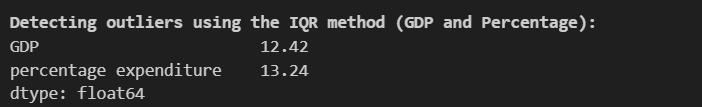 Detecting outliers using the IQR method (GDP and Percentage):
GDP                       12.42
percentage expenditure    13.24
dtype: float64